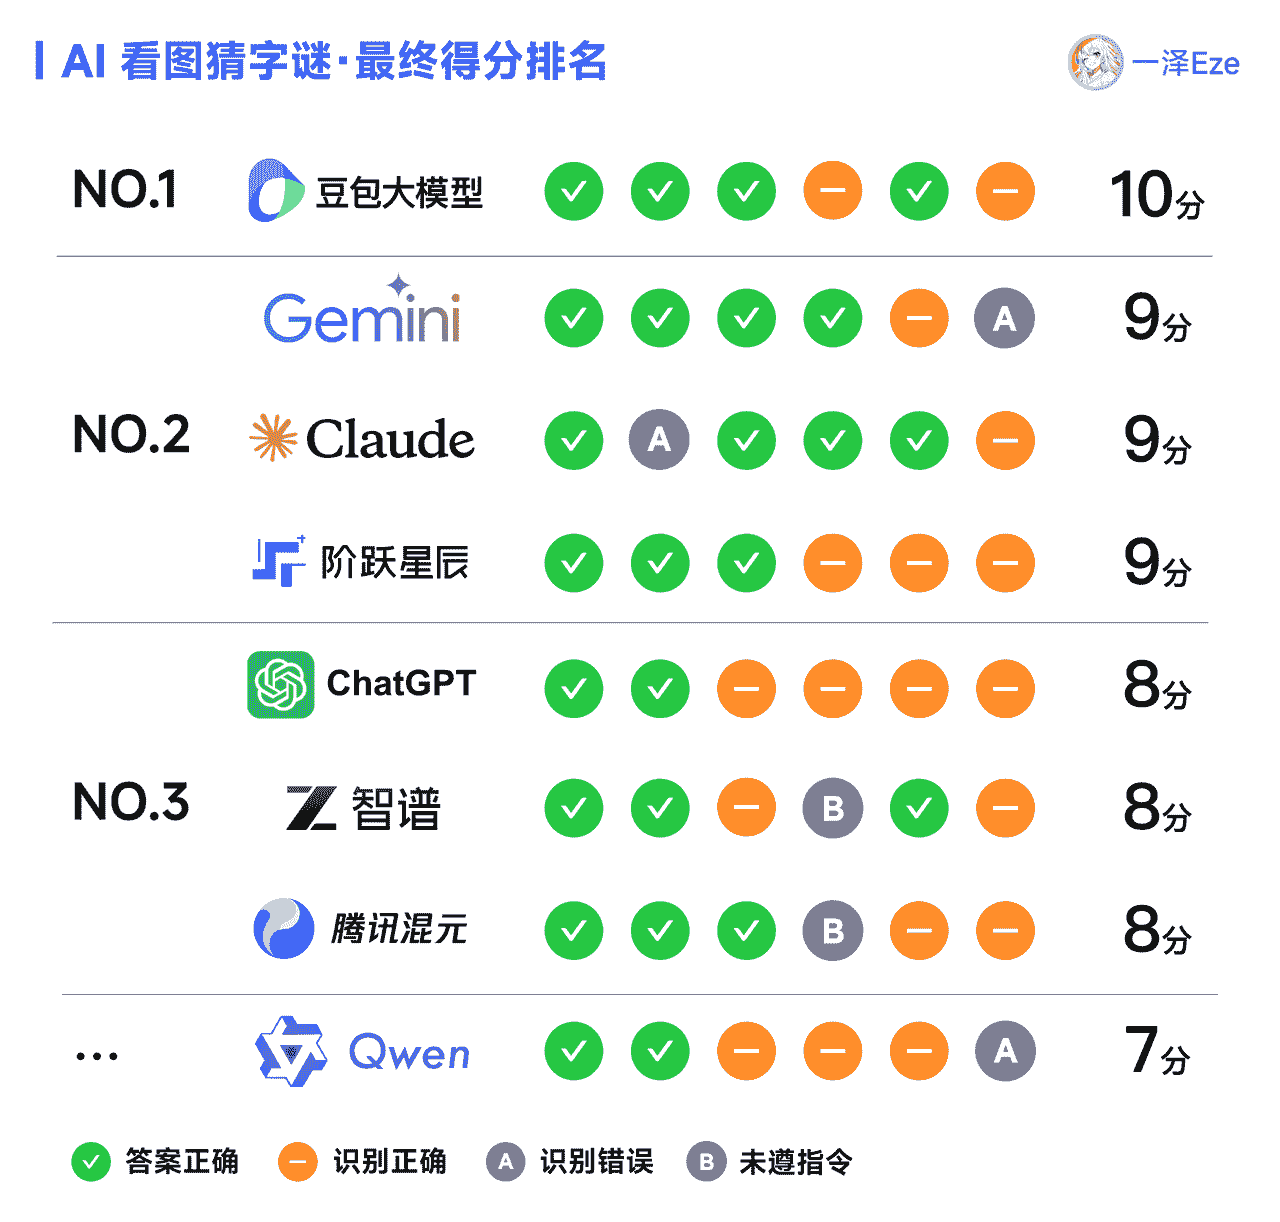 AI 看图猜字谜·最终得分排名
一泽Eze
NO.1 豆包大模型 10分
Gemini A 9分
NO.2 Claude A 9分
阶跃星辰 9分
ChatGPT 8分
NO.3 智谱 B 8分
腾讯混元 B 8分
... Qwen A 7分
答案正确 识别正确 A 识别错误 B 未遵指令